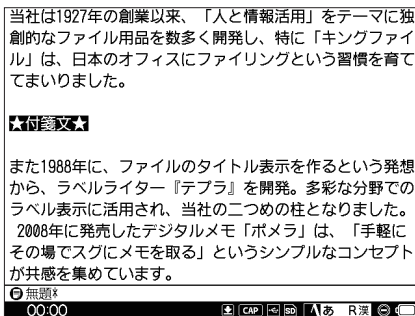 当社は1927年の創業以来、「人と情報活用」をテーマに独
創的なファイル用品を数多く開発し、特に「キングファイ
ル」は、日本のオフィスにファイリングという習慣を育て
てまいりました。
★付箋文★
また1988年に、ファイルのタイトル表示を作るという発想
から、ラベルライター『テプラ』を開発。多彩な分野での
ラベル表示に活用され、当社の二つめの柱となりました。
2008年に発売したデジタルメモ「ポメラ」は、「手軽に
その場でスグにメモを取る」というシンプルなコンセプト
が共感を集めています。
無題*
00:00 CAP SD あ R漢